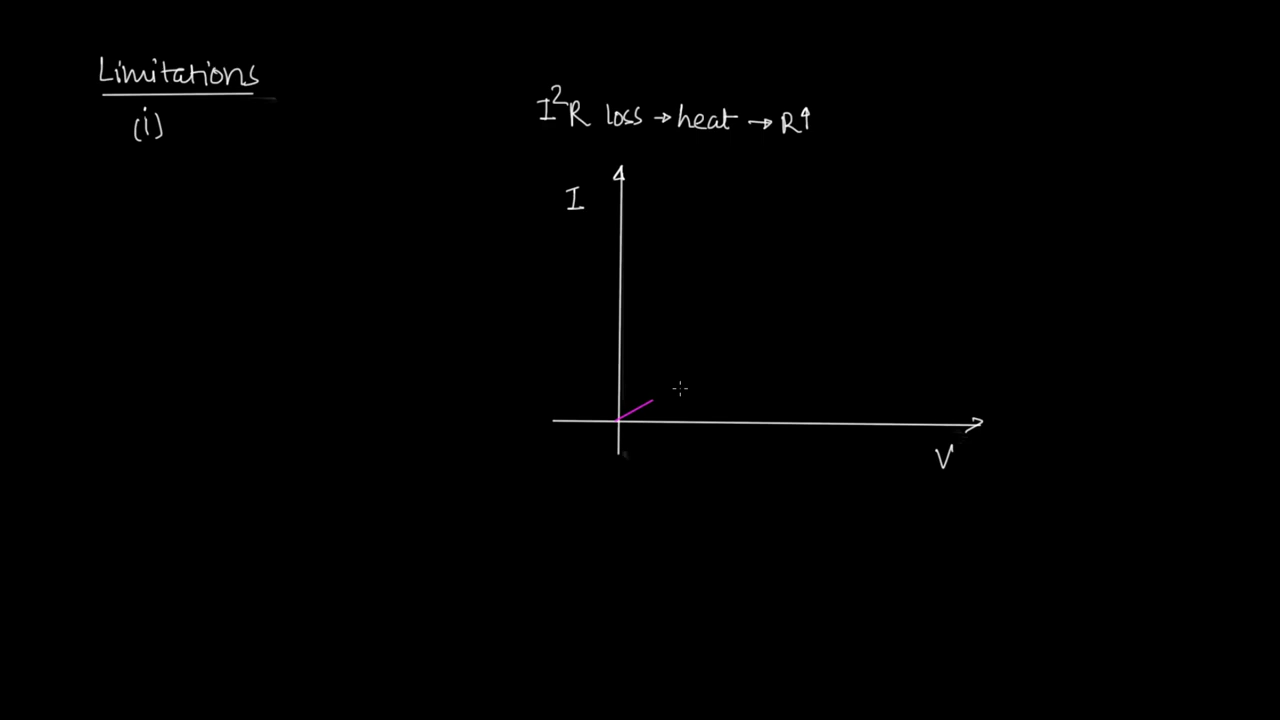 Limitations
(i)
I²R loss → heat → R↑
I
V